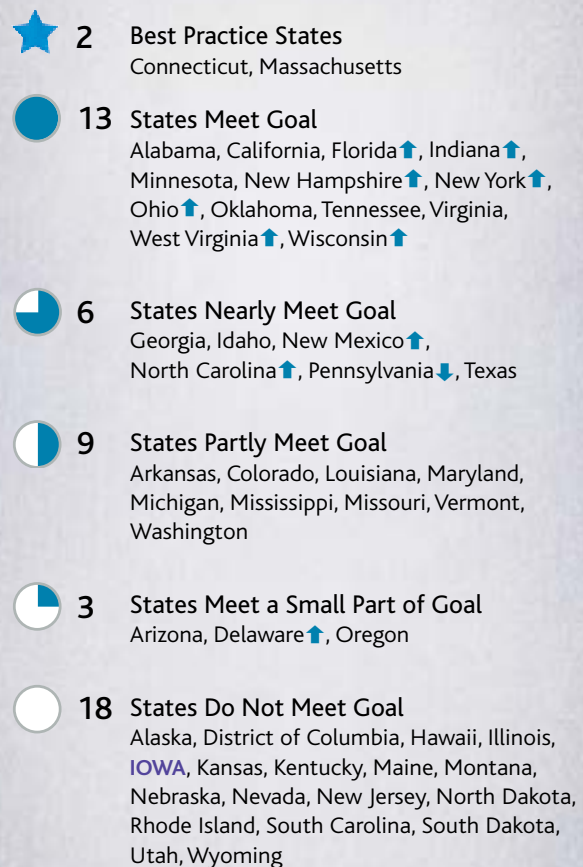 2 Best Practice States
Connecticut, Massachusetts
13 States Meet Goal
Alabama, California, Florida⬆, Indiana⬆,
Minnesota, New Hampshire⬆, New York⬆,
Ohio⬆, Oklahoma, Tennessee, Virginia,
West Virginia⬆, Wisconsin⬆
6 States Nearly Meet Goal
Georgia, Idaho, New Mexico⬆,
North Carolina⬆, Pennsylvania⬇, Texas
9 States Partly Meet Goal
Arkansas, Colorado, Louisiana, Maryland,
Michigan, Mississippi, Missouri, Vermont,
Washington
3 States Meet a Small Part of Goal
Arizona, Delaware⬆, Oregon
18 States Do Not Meet Goal
Alaska, District of Columbia, Hawaii, Illinois,
IOWA, Kansas, Kentucky, Maine, Montana,
Nebraska, Nevada, New Jersey, North Dakota,
Rhode Island, South Carolina, South Dakota,
Utah, Wyoming